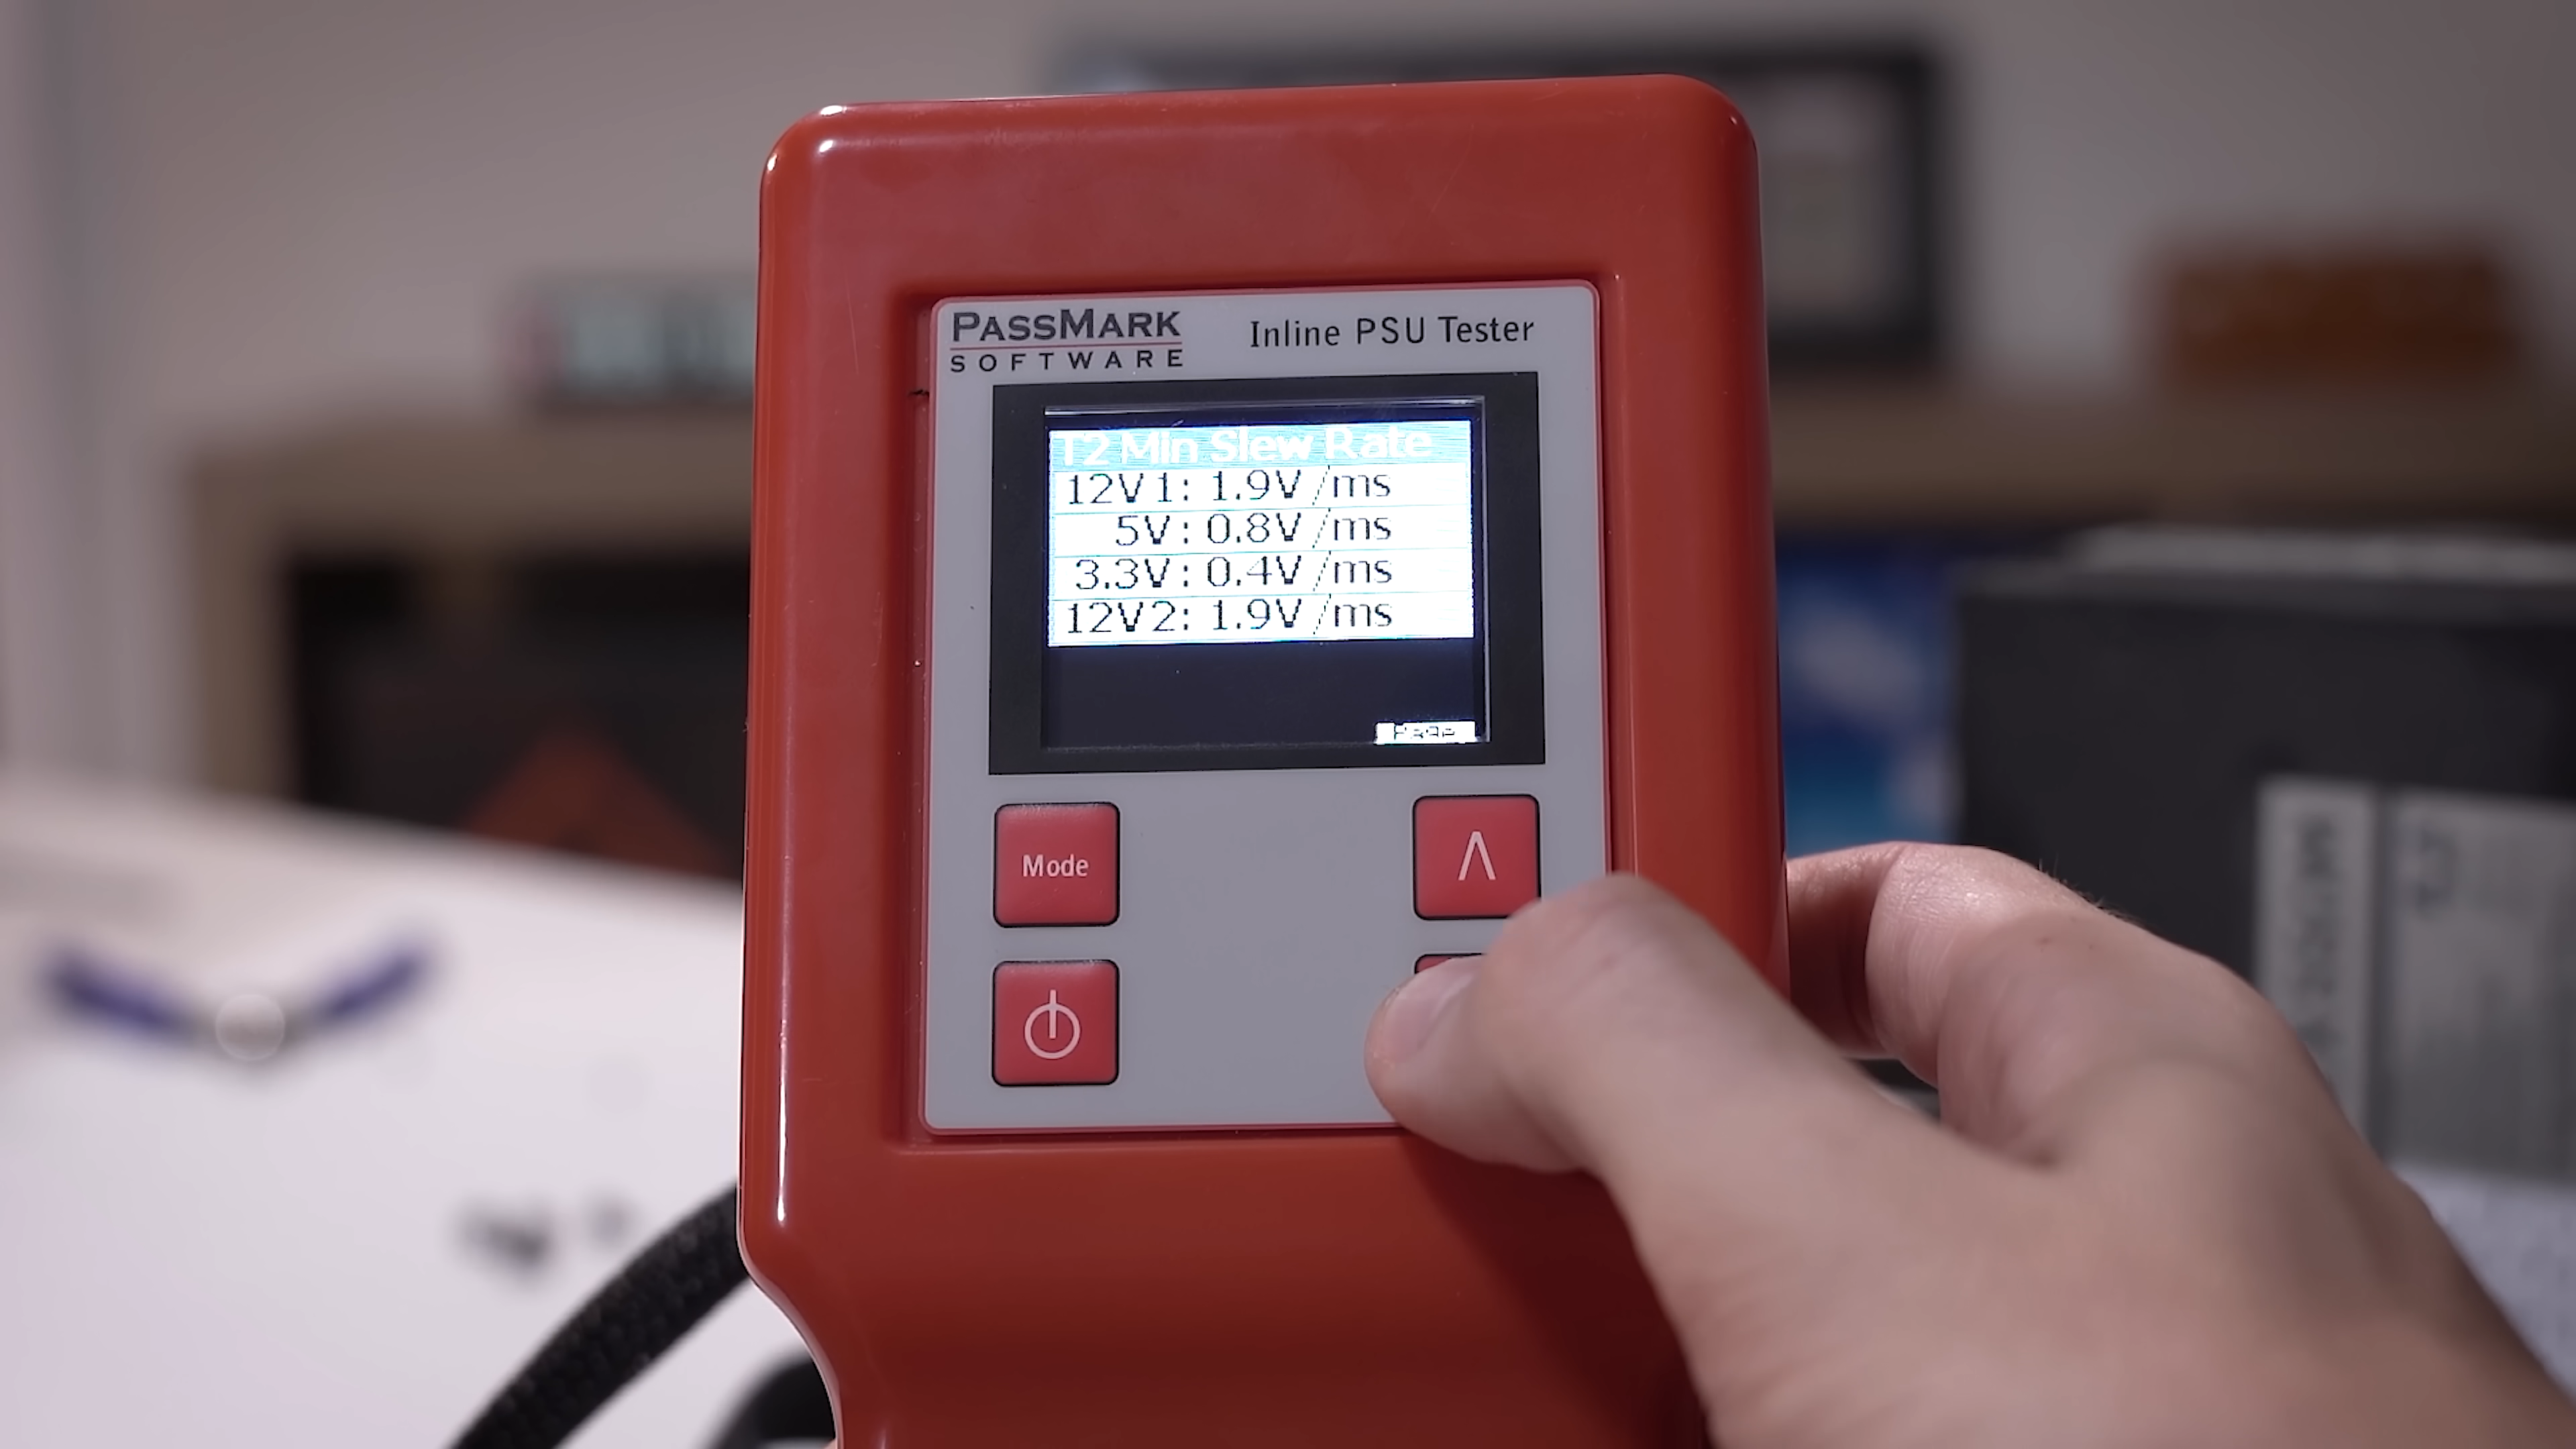 PASSMARK
SOFTWARE
Inline PSU Tester
T2 Min Slew Rate
12V1: 1.9V/ms
5V: 0.8V/ms
3.3V: 0.4V/ms
12V2: 1.9V/ms
Page
Mode